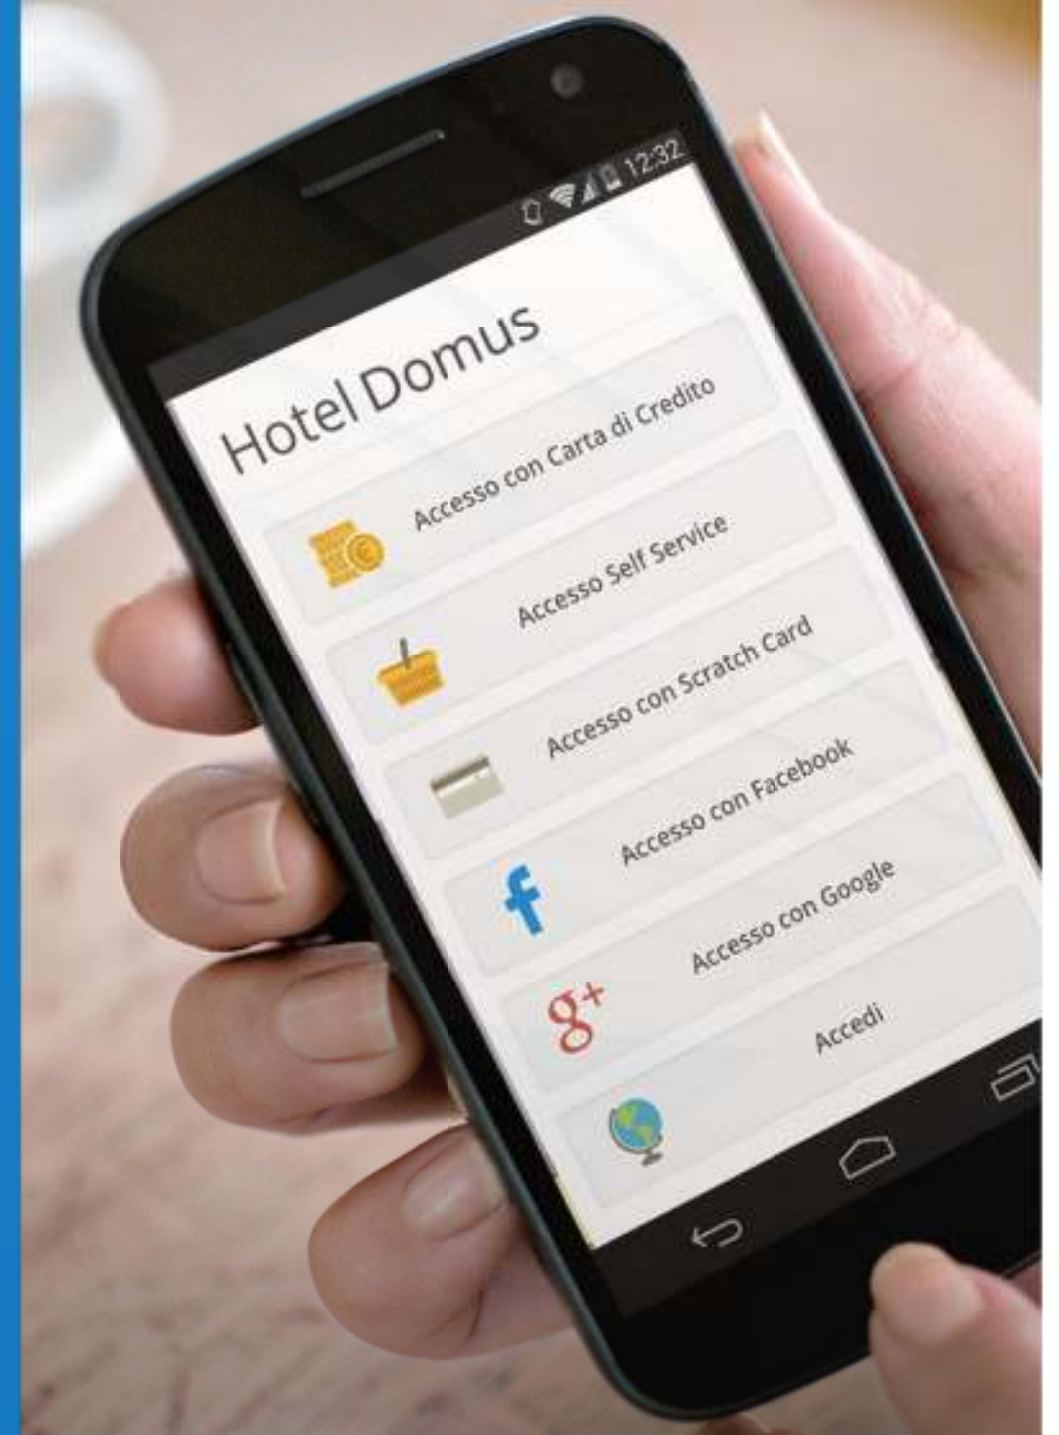 12:32
Hotel Domus
Accesso con Carta di Credito
Accesso Self Service
Accesso con Scratch Card
Accesso con Facebook
Accesso con Google
Accedi